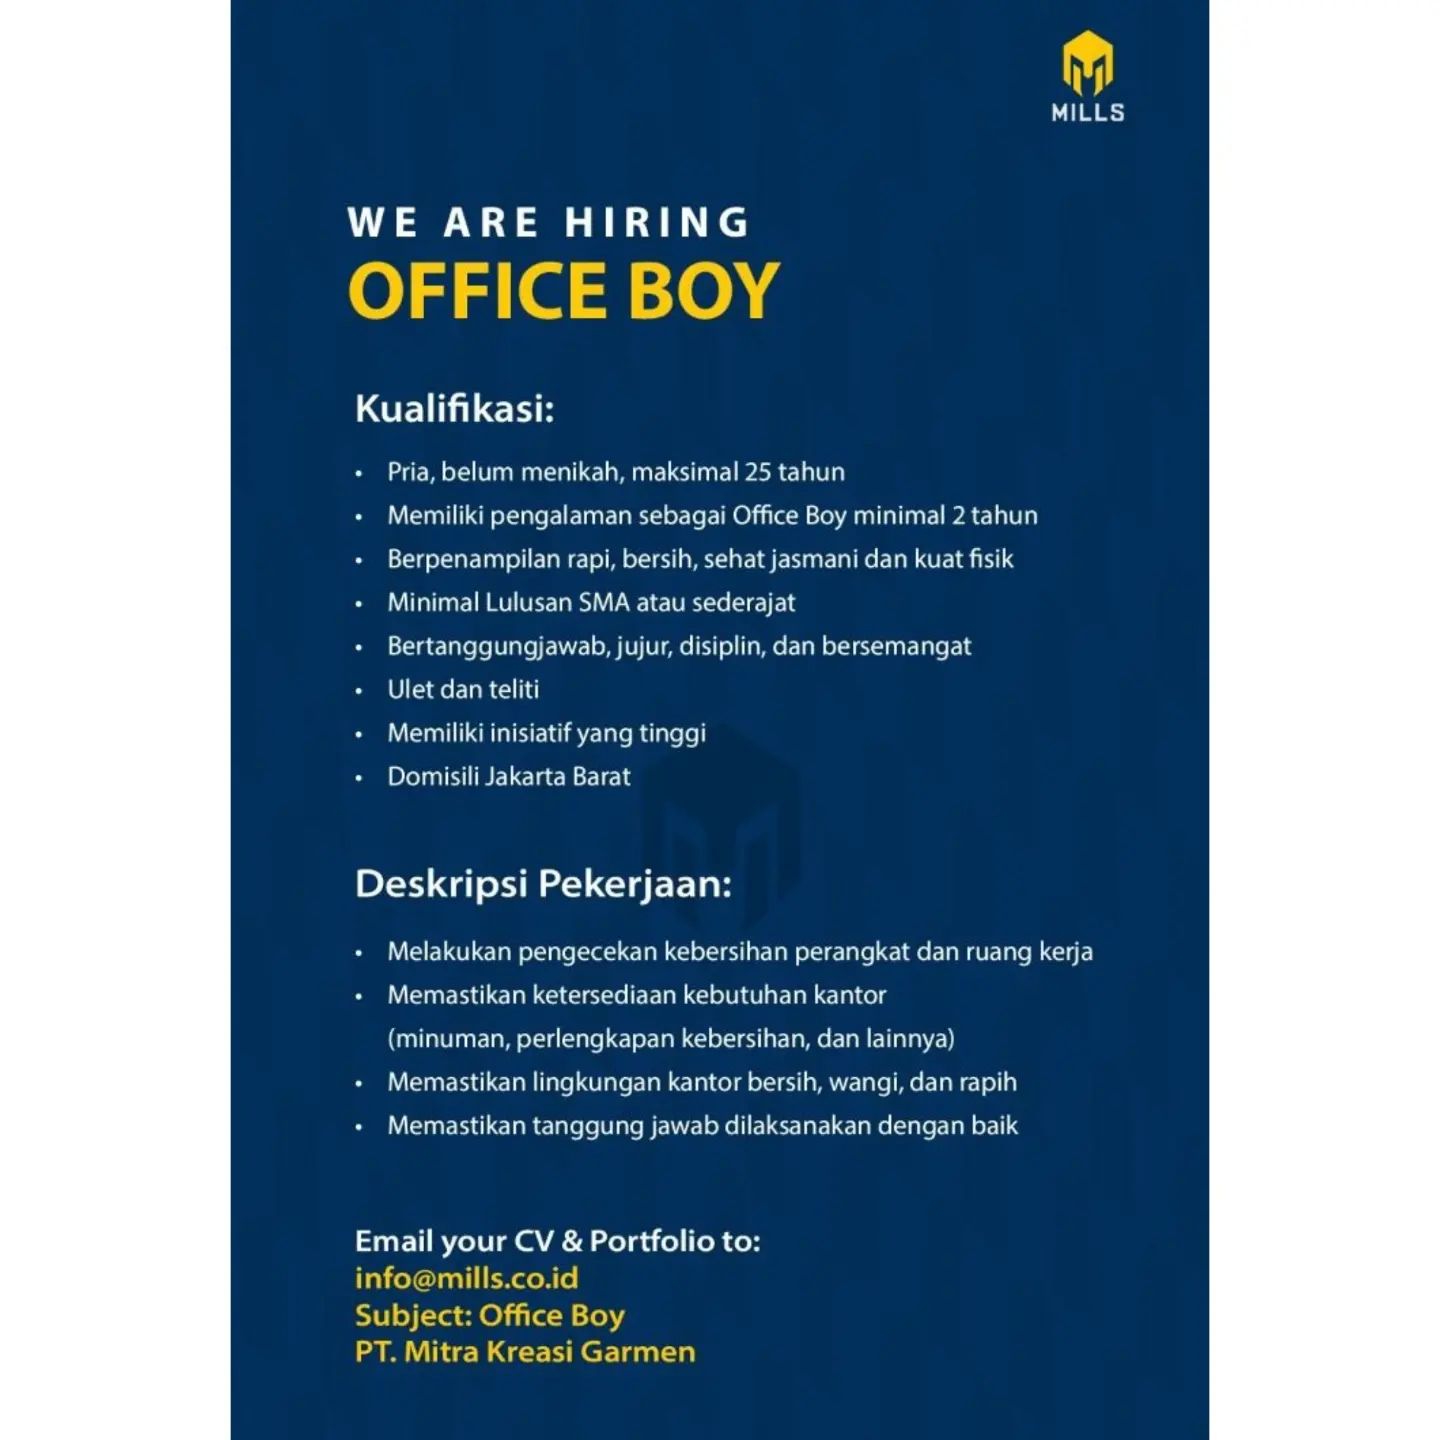 MILLS
WE ARE HIRING
OFFICE BOY
Kualifikasi:
• Pria, belum menikah, maksimal 25 tahun
• Memiliki pengalaman sebagai Office Boy minimal 2 tahun
• Berpenampilan rapi, bersih, sehat jasmani dan kuat fisik
• Minimal Lulusan SMA atau sederajat
• Bertanggungjawab, jujur, disiplin, dan bersemangat
• Ulet dan teliti
• Memiliki inisiatif yang tinggi
• Domisili Jakarta Barat
Deskripsi Pekerjaan:
• Melakukan pengecekan kebersihan perangkat dan ruang kerja
• Memastikan ketersediaan kebutuhan kantor
(minuman, perlengkapan kebersihan, dan lainnya)
• Memastikan lingkungan kantor bersih, wangi, dan rapih
• Memastikan tanggung jawab dilaksanakan dengan baik
Email your CV & Portfolio to:
info@mills.co.id
Subject: Office Boy
PT. Mitra Kreasi Garmen